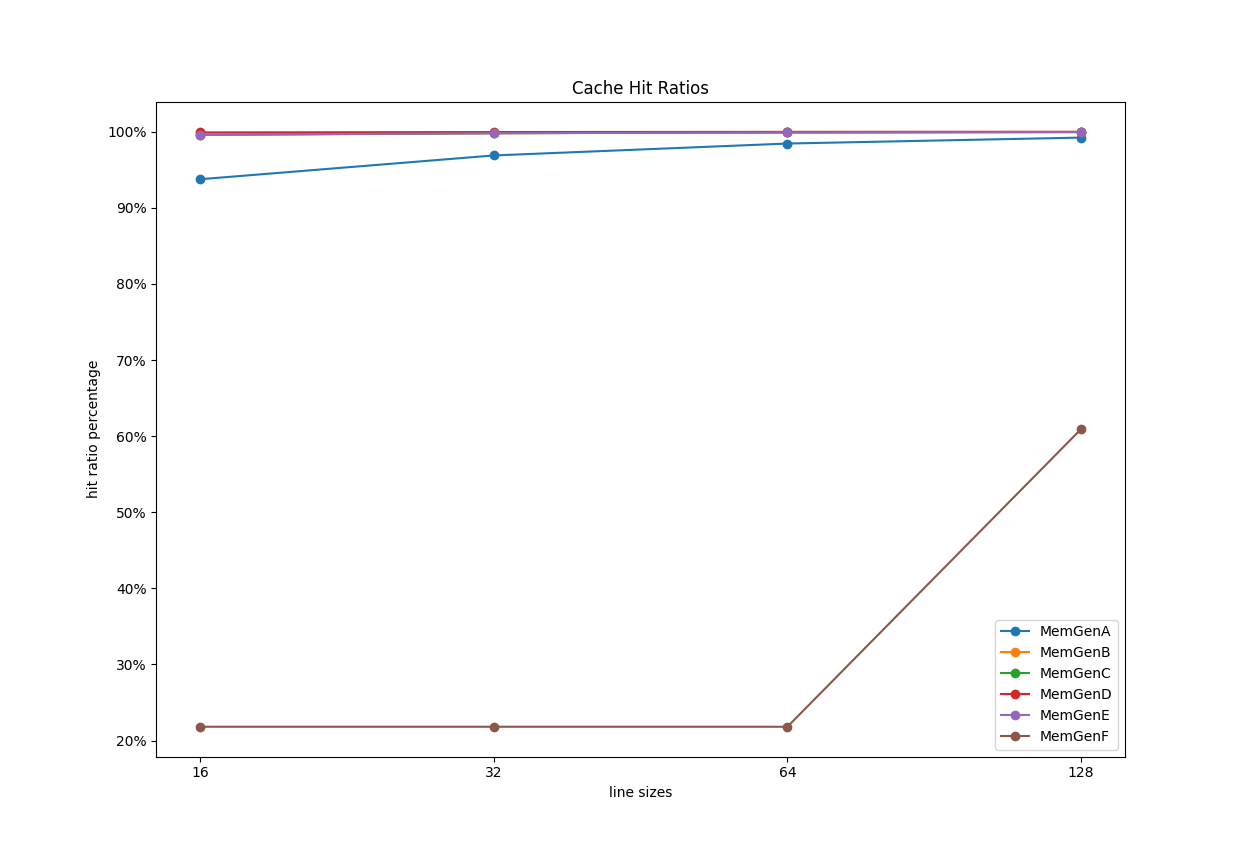 Cache Hit Ratios
100%
90%
80%
70%
60%
50%
40%
30%
20%
hit ratio percentage
MemGenA
MemGenB
MemGenC
MemGenD
MemGenE
MemGenF
16 32 64 128
line sizes